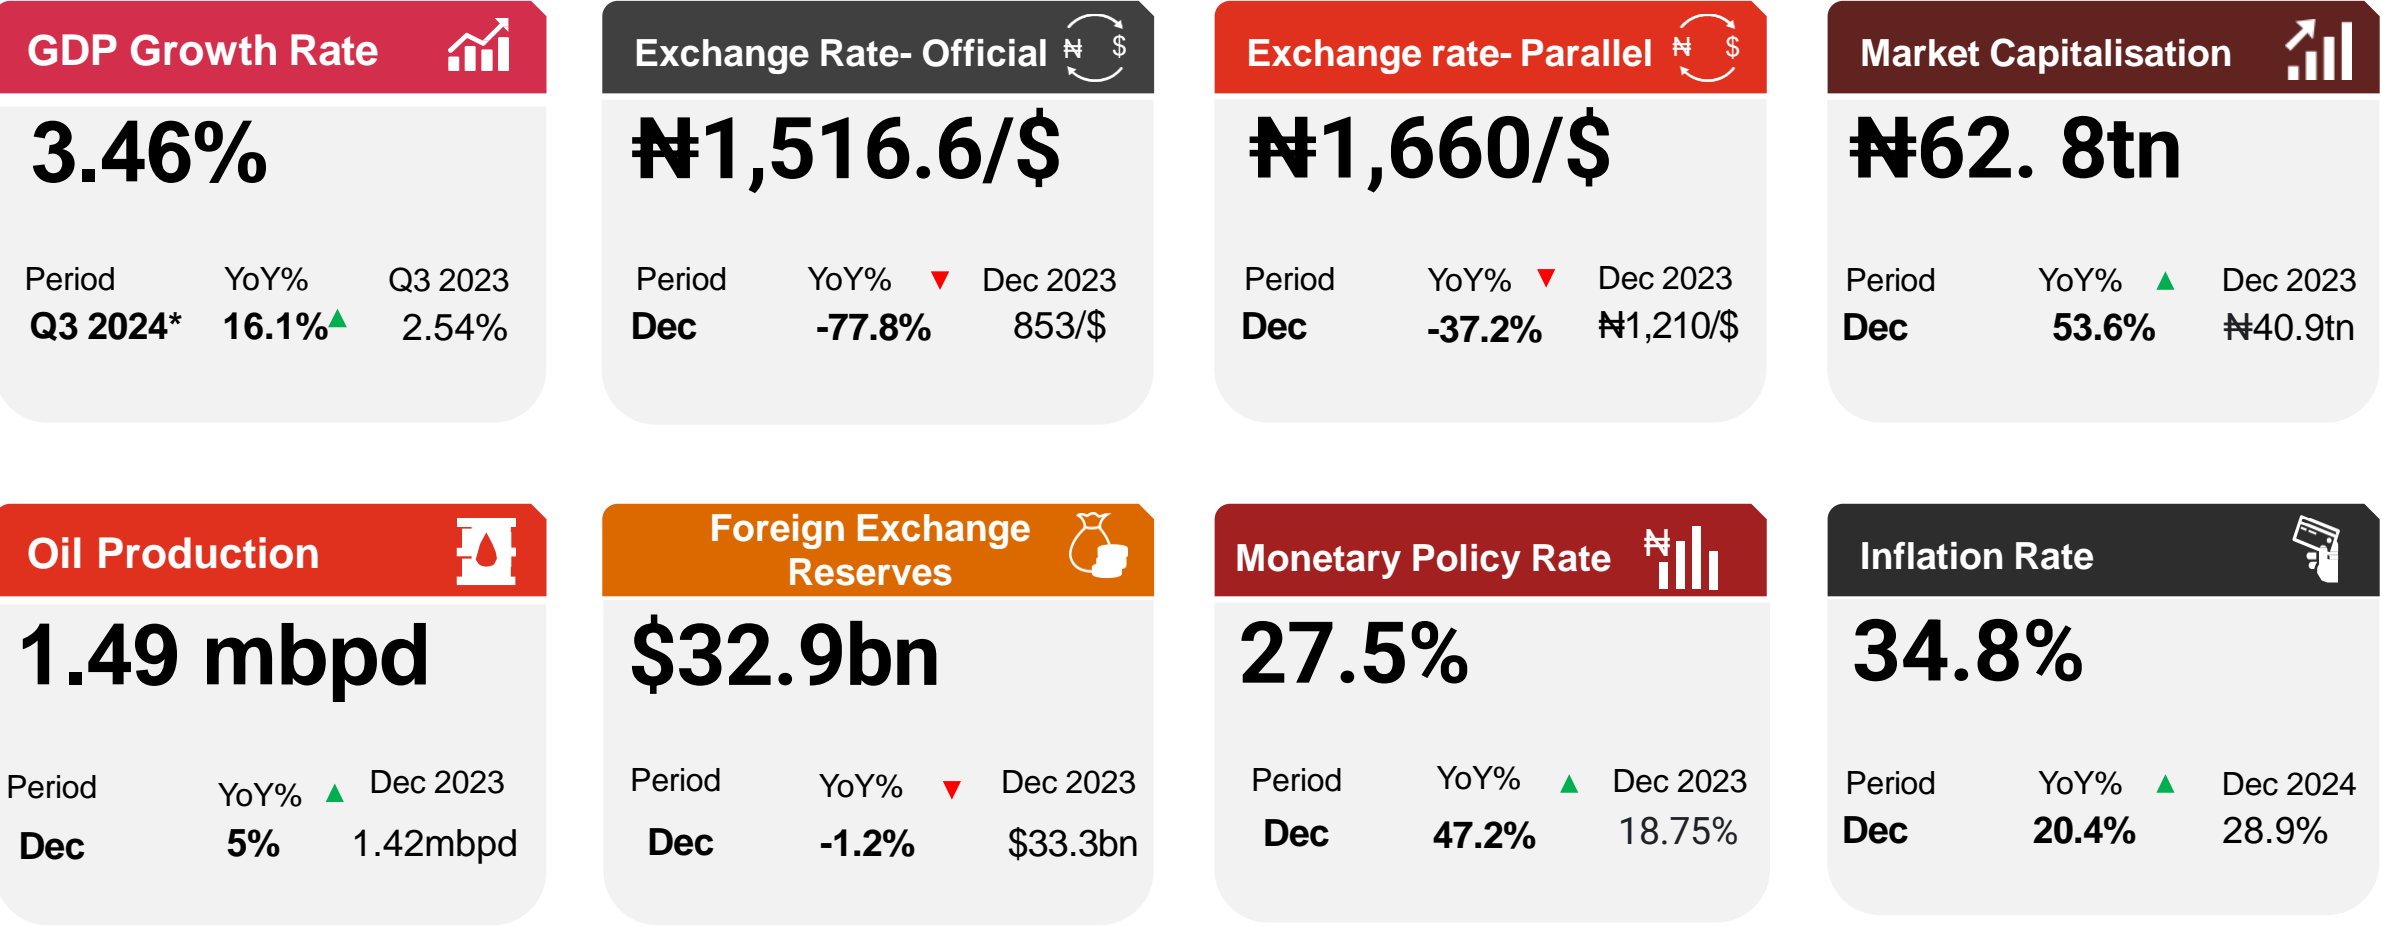 GDP Growth Rate
3.46%
Period YoY% Q3 2023
Q3 2024* 16.1% 2.54%
Exchange Rate- Official ₦ $
₦1,516.6/$
Period YoY% Dec 2023
Dec -77.8% 853/$
Exchange rate- Parallel ₦ $
₦1,660/$
Period YoY% Dec 2023
Dec -37.2% ₦1,210/$
Market Capitalisation
₦62. 8tn
Period YoY% Dec 2023
Dec 53.6% ₦40.9tn
Oil Production
1.49 mbpd
Period YoY% Dec 2023
Dec 5% 1.42mbpd
Foreign Exchange
Reserves
$32.9bn
Period YoY% Dec 2023
Dec -1.2% $33.3bn
Monetary Policy Rate ₦
27.5%
Period YoY% Dec 2023
Dec 47.2% 18.75%
Inflation Rate
34.8%
Period YoY% Dec 2024
Dec 20.4% 28.9%